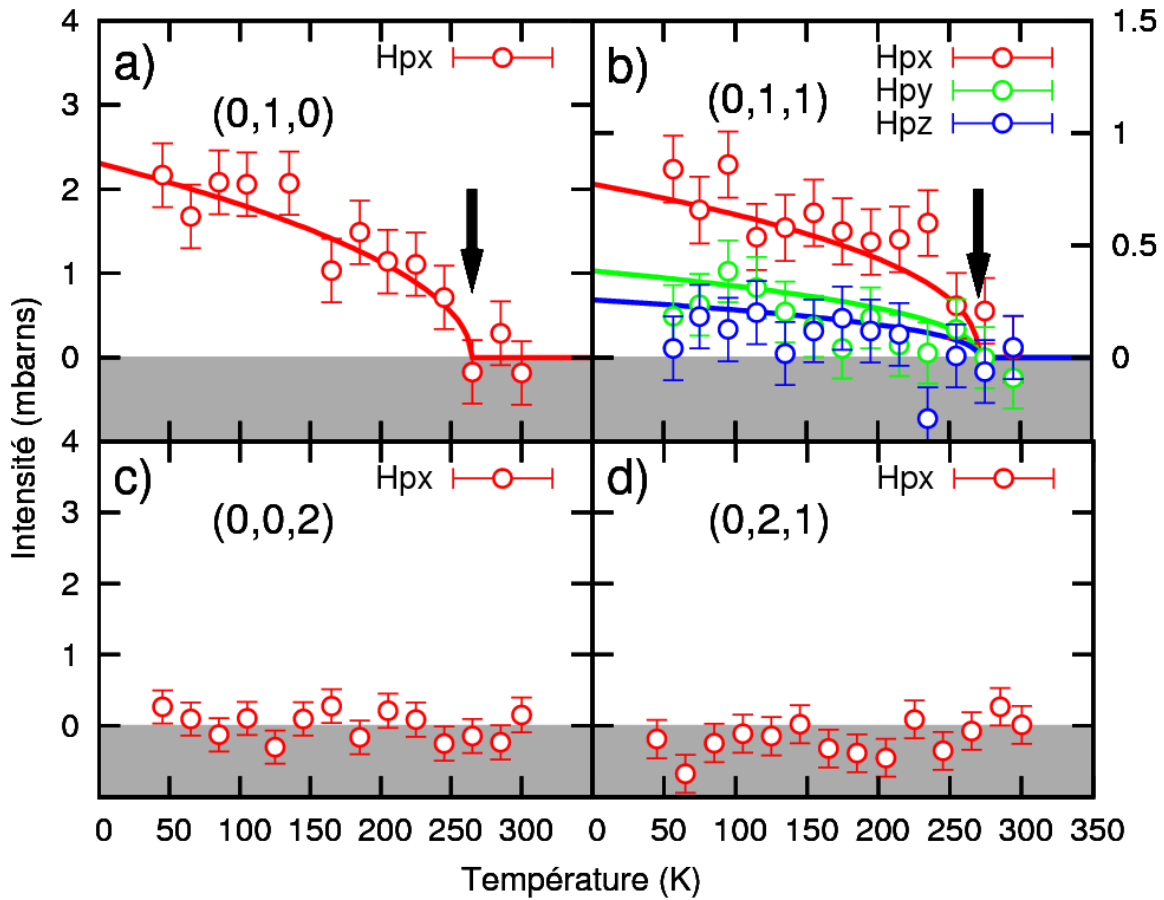 4
3
2
1
0
a)
Hpx
(0,1,0)
b)
Hpx
Hpy
Hpz
(0,1,1)
1.5
1
0.5
0
4
3
2
1
0
c)
Hpx
(0,0,2)
d)
Hpx
(0,2,1)
0 50 100 150 200 250 300
0 50 100 150 200 250 300 350
Intensité (mbarns)
Température (K)